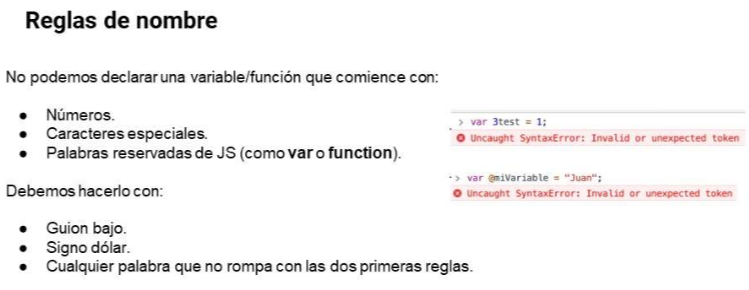 Reglas de nombre
No podemos declarar una variable/función que comience con:
● Números.
● Caracteres especiales.
● Palabras reservadas de JS (como var o function).
> var 3test = 1;
Uncaught SyntaxError: Invalid or unexpected token
> var @miVariable = "Juan";
Uncaught SyntaxError: Invalid or unexpected token
Debemos hacerlo con:
● Guion bajo.
● Signo dólar.
● Cualquier palabra que no rompa con las dos primeras reglas.